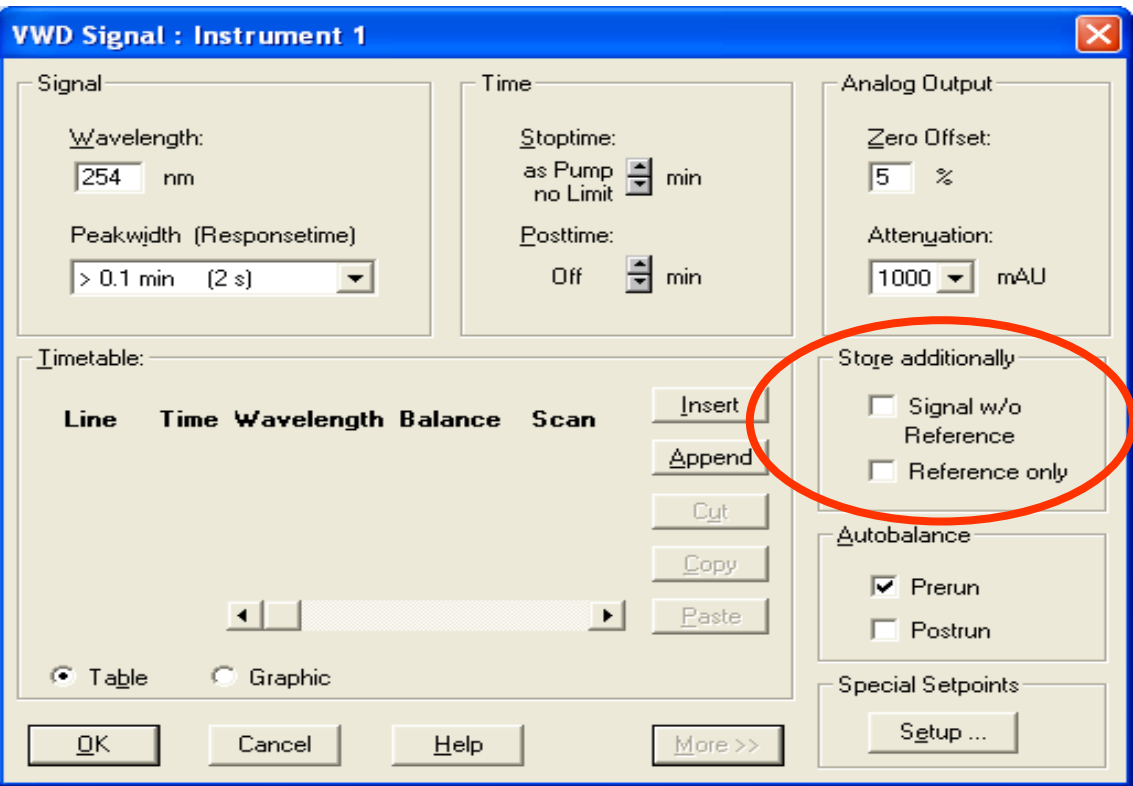 VWD Signal : Instrument 1
Signal
Wavelength:
254 nm
Peakwidth (Responsetime)
> 0.1 min (2 s)
Time
Stoptime:
as Pump
no Limit
min
Posttime:
Off min
Analog Output
Zero Offset:
5 %
Attenuation:
1000 mAU
Timetable:
Line Time Wavelength Balance Scan
Insert
Append
Cut
Copy
Paste
Table Graphic
Store additionally
Signal w/o
Reference
Reference only
Autobalance
Prerun
Postrun
Special Setpoints
Setup ...
OK Cancel Help More >>